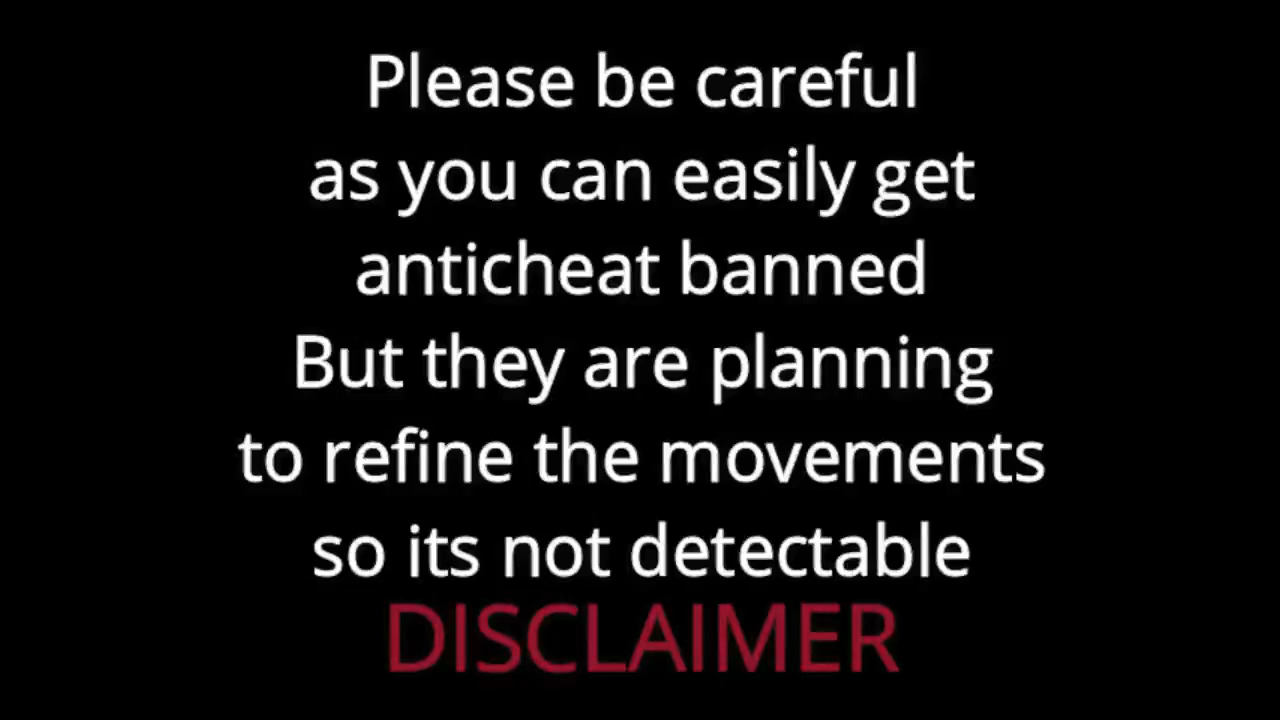 Please be careful
as you can easily get
anticheat banned
But they are planning
to refine the movements
so its not detectable
DISCLAIMER